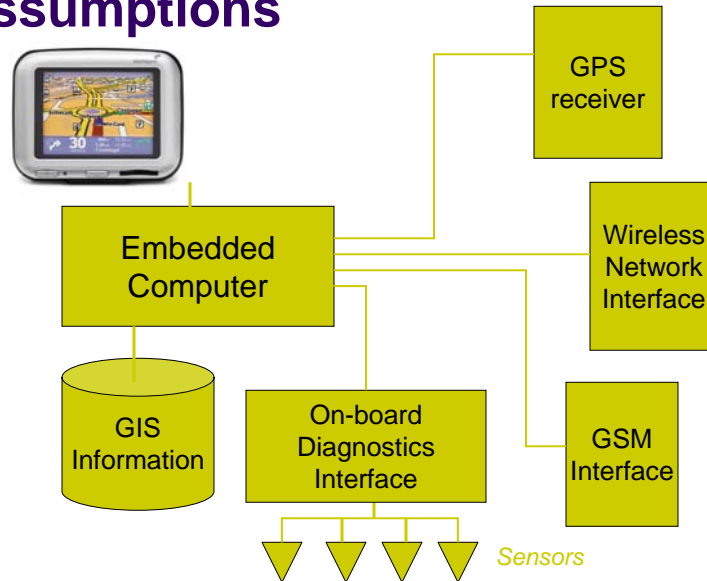 ssumptions
GPS
receiver
30
Embedded
Computer
Wireless
Network
Interface
GIS
Information
On-board
Diagnostics
Interface
GSM
Interface
Sensors